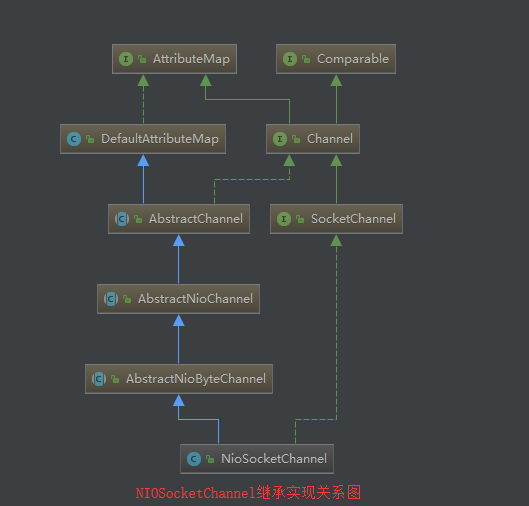 AttributeMap
Comparable
DefaultAttributeMap
Channel
AbstractChannel
SocketChannel
AbstractNioChannel
AbstractNioByteChannel
NioSocketChannel
NIOSocketChannel继承实现关系图